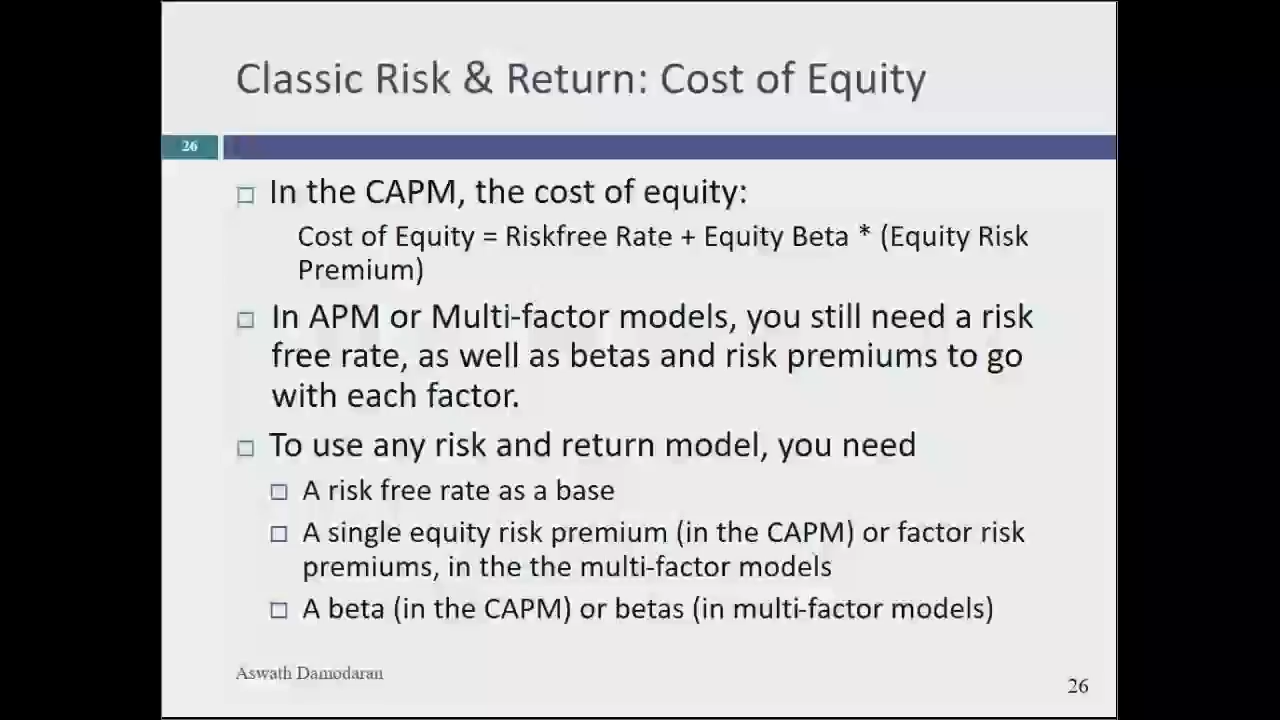 Classic Risk & Return: Cost of Equity
26
In the CAPM, the cost of equity:
Cost of Equity = Riskfree Rate + Equity Beta * (Equity Risk
Premium)
In APM or Multi-factor models, you still need a risk
free rate, as well as betas and risk premiums to go
with each factor.
To use any risk and return model, you need
A risk free rate as a base
A single equity risk premium (in the CAPM) or factor risk
premiums, in the the multi-factor models
A beta (in the CAPM) or betas (in multi-factor models)
Aswath Damodaran
26